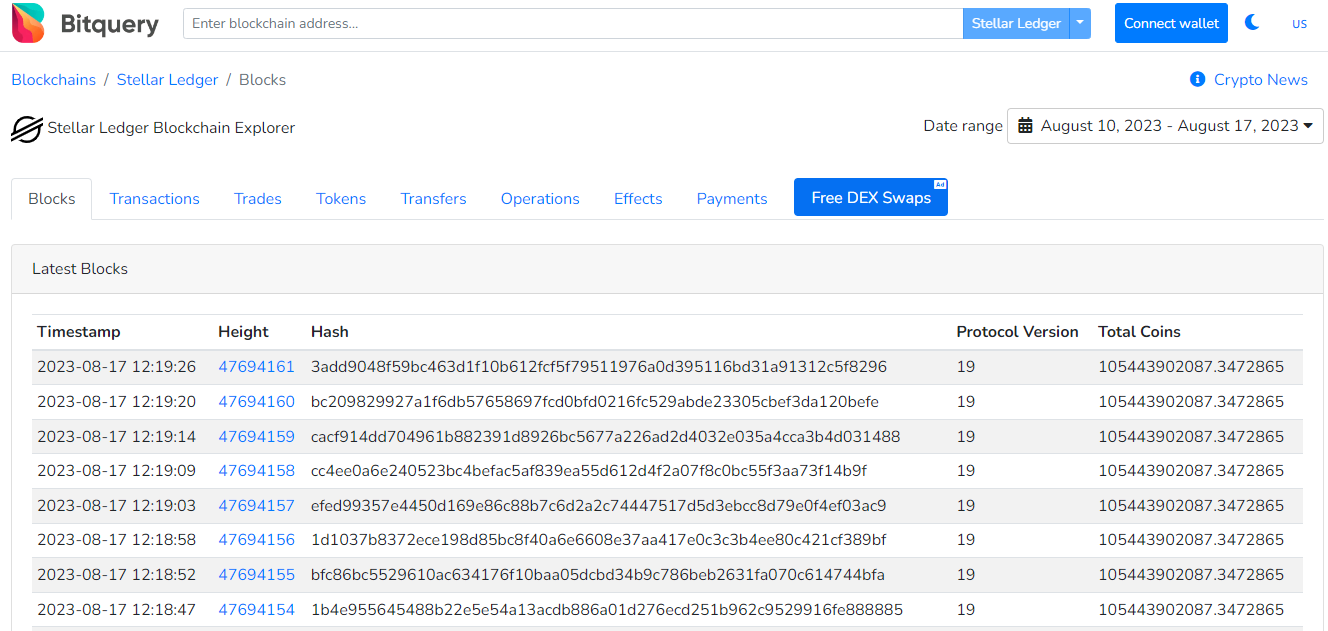 Bitquery Enter blockchain address... Stellar Ledger Connect wallet US
Blockchains / Stellar Ledger / Blocks Crypto News
Stellar Ledger Blockchain Explorer Date range August 10, 2023 - August 17, 2023
Blocks Transactions Trades Tokens Transfers Operations Effects Payments Free DEX Swaps Ad
Latest Blocks
Timestamp Height Hash Protocol Version Total Coins
2023-08-17 12:19:26 47694161 3add9048f59bc463d1f10b612fcf5f79511976a0d395116bd31a91312c5f8296 19 105443902087.3472865
2023-08-17 12:19:20 47694160 bc209829927a1f6db57658697fcd0bfd0216fc529abde23305cbef3da120befe 19 105443902087.3472865
2023-08-17 12:19:14 47694159 cacf914dd704961b882391d8926bc5677a226ad2d4032e035a4cca3b4d031488 19 105443902087.3472865
2023-08-17 12:19:09 47694158 cc4ee0a6e240523bc4befac5af839ea55d612d4f2a07f8c0bc55f3aa73f14b9f 19 105443902087.3472865
2023-08-17 12:19:03 47694157 efed99357e4450d169e86c88b7c6d2a2c74447517d5d3ebcc8d79e0f4ef03ac9 19 105443902087.3472865
2023-08-17 12:18:58 47694156 1d1037b8372ece198d85bc8f40a6e6608e37aa417e0c3c3b4ee80c421cf389bf 19 105443902087.3472865
2023-08-17 12:18:52 47694155 bfc86bc5529610ac634176f10baa05dcbd34b9c786beb2631fa070c614744bfa 19 105443902087.3472865
2023-08-17 12:18:47 47694154 1b4e955645488b22e5e54a13acdb886a01d276ecd251b962c9529916fe888885 19 105443902087.3472865